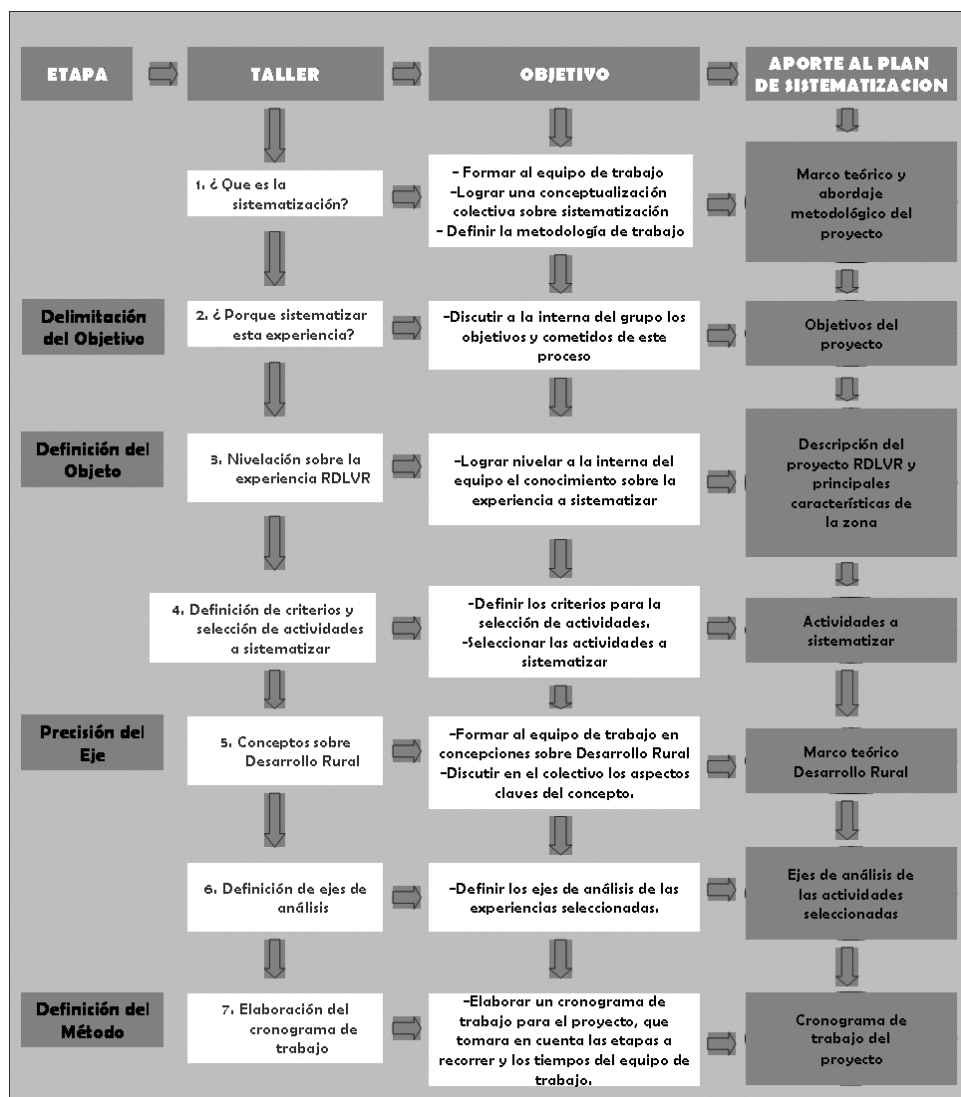 ETAPA
TALLER
OBJETIVO
APORTE AL PLAN
DE SISTEMATIZACION
1. ¿ Que es la
sistematización?
- Formar al equipo de trabajo
-Lograr una conceptualización
colectiva sobre sistematización
- Definir la metodología de trabajo
Marco teórico y
abordaje
metodológico del
proyecto
Delimitación
del Objetivo
2. ¿ Porque sistematizar
esta experiencia?
-Discutir a la interna del grupo los
objetivos y cometidos de este
proceso
Objetivos del
proyecto
Definición del
Objeto
3. Nivelación sobre la
experiencia RDLVR
-Lograr nivelar a la interna del
equipo el conocimiento sobre la
experiencia a sistematizar
Descripción del
proyecto RDLVR y
principales
características de
la zona
4. Definición de criterios y
selección de actividades
a sistematizar
-Definir los criterios para la
selección de actividades.
-Seleccionar las actividades a
sistematizar
Actividades a
sistematizar
Precisión del
Eje
5. Conceptos sobre
Desarrollo Rural
-Formar al equipo de trabajo en
concepciones sobre Desarrollo Rural
-Discutir en el colectivo los aspectos
claves del concepto.
Marco teórico
Desarrollo Rural
6. Definición de ejes de
análisis
-Definir los ejes de análisis de las
experiencias seleccionadas.
Ejes de análisis de
las actividades
seleccionadas
Definición del
Método
7. Elaboración del
cronograma de
trabajo
-Elaborar un cronograma de
trabajo para el proyecto, que
tomara en cuenta las etapas a
recorrer y los tiempos del equipo de
trabajo.
Cronograma de
trabajo del
proyecto